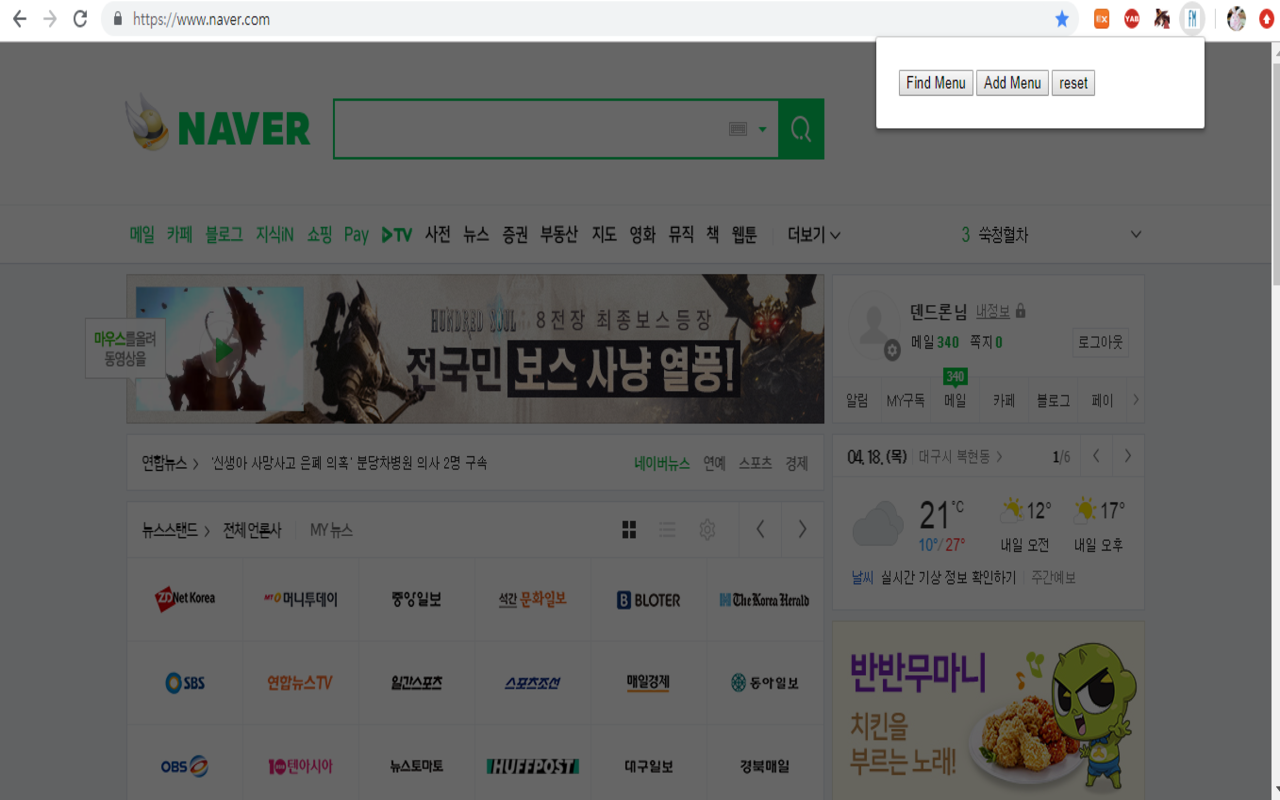 https://www.naver.com
EX YAB FM
Find Menu Add Menu reset
NAVER
메일 카페 블로그 지식iN 쇼핑 Pay TV 사전 뉴스 증권 부동산 지도 영화 뮤직 책 웹툰 더보기
3 쑥청혈차
마우스를올려
동영상을
HUNDRED SOUL 8전장 최종보스등장
전국민 보스 사냥 열풍!
덴드론님 내정보
메일 340 쪽지 0
로그아웃
340
알림 MY구독 메일 카페 블로그 페이
연합뉴스 '신생아 사망사고 은폐 의혹' 분당차병원 의사 2명 구속
네이버뉴스 연예 스포츠 경제
04. 18. (목) 대구시 복현동 1/6
21°C
10°/27°
12°
내일 오전
17°
내일 오후
날씨 실시간 기상 정보 확인하기 주간예보
뉴스스탠드 전체언론사 MY 뉴스
ZDNet Korea MT 머니투데이 중앙일보 석간 문화일보 B BLOTER H The Korea Herald
SBS 연합뉴스TV 일간스포츠 스포츠조선 매일경제 동아일보
OBS 10 텐아시아 뉴스토마토 HUFFPOST 대구일보 경북매일
반반무마니
치킨을
부르는 노래!